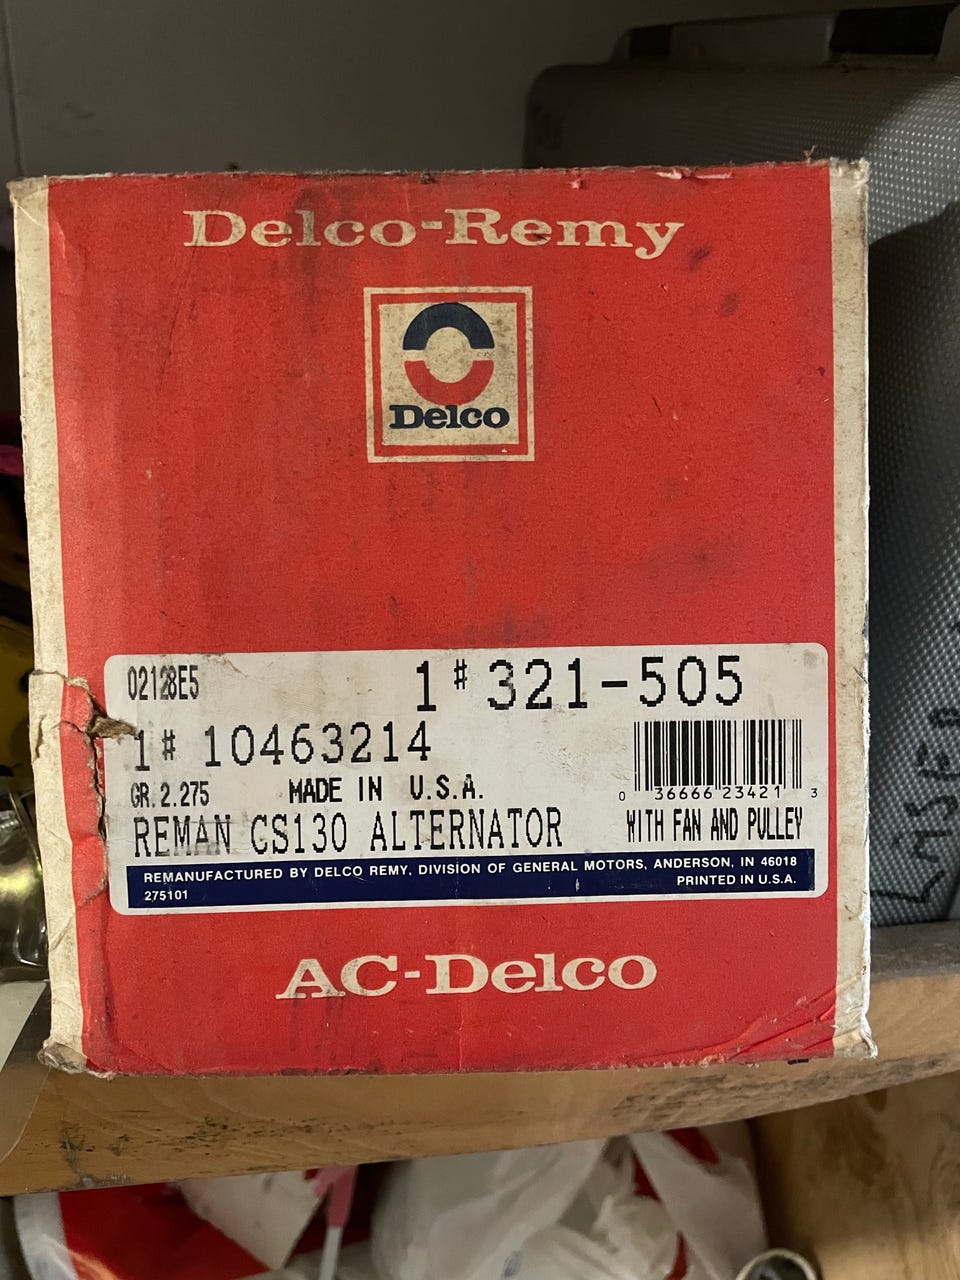 Delco-Remy
Delco
02128E5
1# 321-505
1# 10463214
GR. 2.275 MADE IN U.S.A.
0 36666 23421 3
REMAN CS130 ALTERNATOR
WITH FAN AND PULLEY
REMANUFACTURED BY DELCO REMY, DIVISION OF GENERAL MOTORS, ANDERSON, IN 46018
275101
PRINTED IN U.S.A.
AC-Delco
LASER